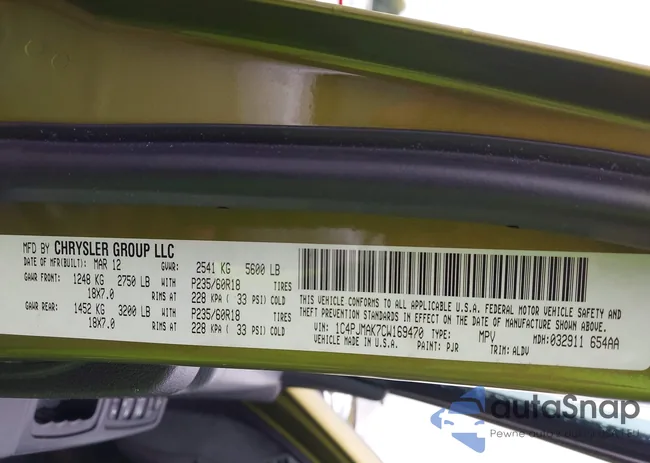 MFD BY CHRYSLER GROUP LLC
DATE OF MFR(BUILT): MAR 12 GVWR: 2541 KG 5600 LB
GAWR FRONT: 1248 KG 2750 LB WITH P235/60R18 TIRES
18X7.0 RIMS AT 228 KPA ( 33 PSI) COLD
GAWR REAR: 1452 KG 3200 LB WITH P235/60R18 TIRES
18X7.0 RIMS AT 228 KPA ( 33 PSI) COLD
THIS VEHICLE CONFORMS TO ALL APPLICABLE U.S.A. FEDERAL MOTOR VEHICLE SAFETY AND
THEFT PREVENTION STANDARDS IN EFFECT ON THE DATE OF MANUFACTURE SHOWN ABOVE.
VIN: 1C4PJMAK7CW169470 TYPE: MPV MDH: 032911 654AA
VEHICLE MADE IN U.S.A. PAINT: PJR TRIM: ALDV
autaSnap
Pewne auto z